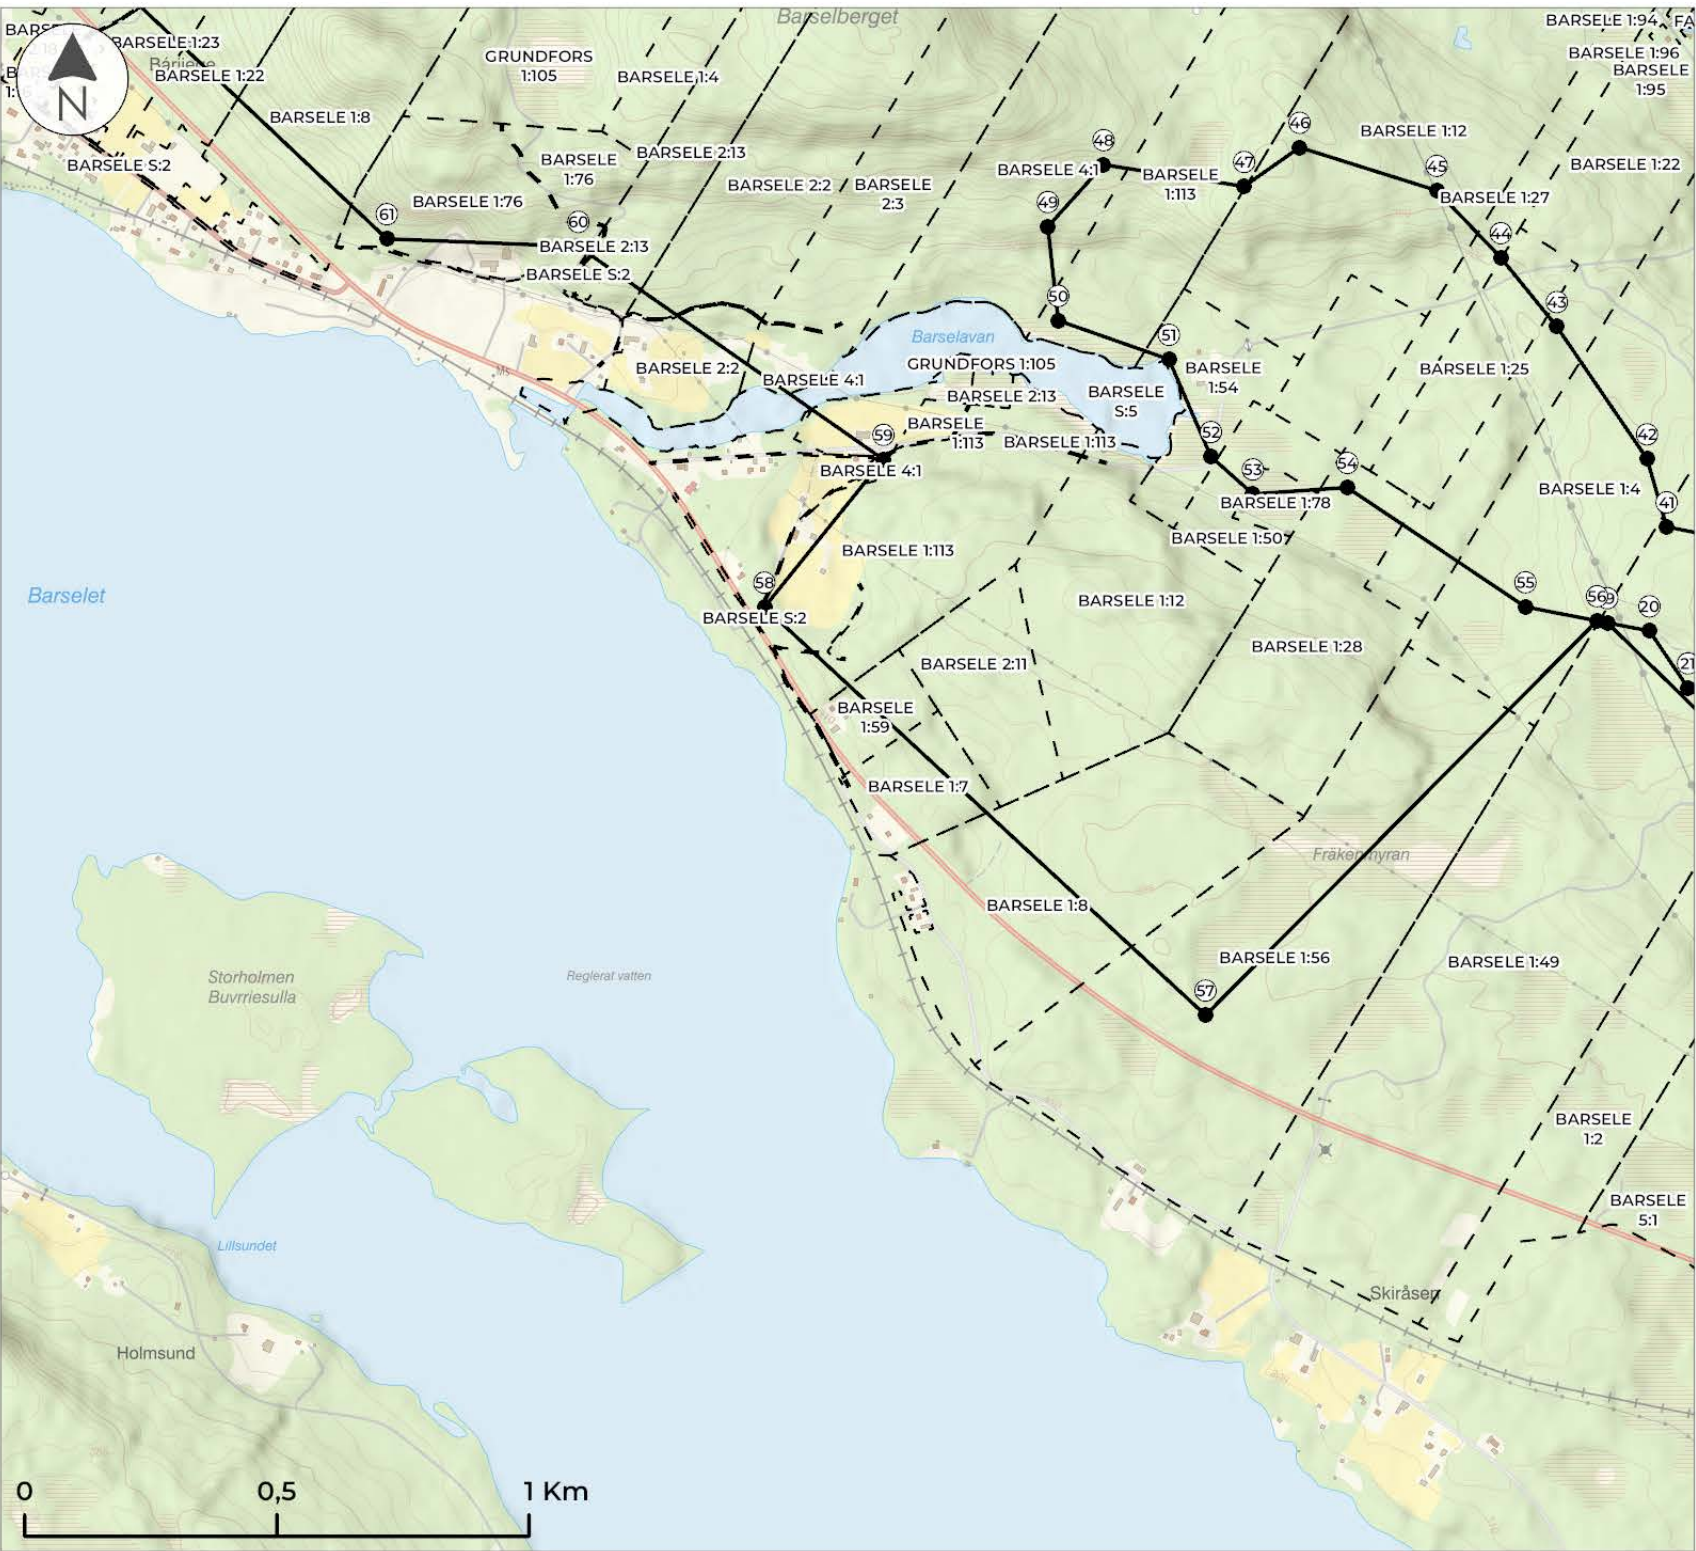 Barselberget
BARSELE 1:94
FA
BARSE
BARSELE 1:23
BARSELE 1:96
GRUNDFORS
1:105
BARSELE
1:95
BARSELE 1:22
BARSELE 1:4
N
BARSELE 1:8
46
BARSELE 1:12
48
BARSELE 2:13
BARSELE S:2
BARSELE
1:76
BARSELE 4:1
47
45
BARSELE 1:22
BARSELE 2:2
BARSELE
2:3
BARSELE
1:113
BARSELE 1:76
BARSELE 1:27
61
60
49
44
BARSELE 2:13
BARSELE S:2
50
43
Barselavan
51
GRUNDFORS 1:105
BARSELE 2:2
BARSELE 4:1
BARSELE
1:54
BARSELE 1:25
M5
BARSELE 2:13
BARSELE
S:5
BARSELE
1:113
BARSELE 1:113
59
52
42
BARSELE 4:1
53
54
BARSELE 1:4
BARSELE 1:78
41
BARSELE 1:50
BARSELE 1:113
58
55
56
20
Barselet
BARSELE 1:12
BARSELE S:2
BARSELE 1:28
BARSELE 2:11
21
BARSELE
1:59
BARSELE 1:7
Fräkenmyran
BARSELE 1:8
BARSELE 1:56
BARSELE 1:49
Storholmen
Buvrriesulla
Reglerat vatten
57
BARSELE
1:2
BARSELE
5:1
Lillsundet
Skiråsen
Holmsund
0
0,5
1 Km